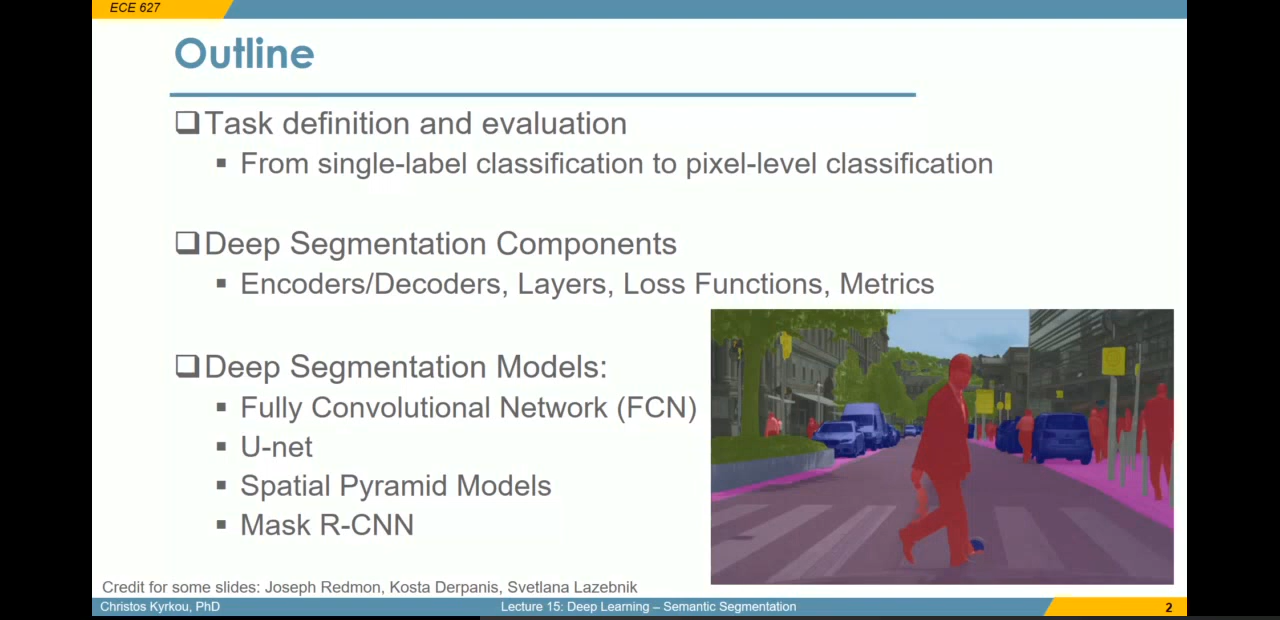 ECE 627
Outline
❑Task definition and evaluation
▪ From single-label classification to pixel-level classification
❑Deep Segmentation Components
▪ Encoders/Decoders, Layers, Loss Functions, Metrics
❑Deep Segmentation Models:
▪ Fully Convolutional Network (FCN)
▪ U-net
▪ Spatial Pyramid Models
▪ Mask R-CNN
Credit for some slides: Joseph Redmon, Kosta Derpanis, Svetlana Lazebnik
Christos Kyrkou, PhD
Lecture 15: Deep Learning – Semantic Segmentation
2